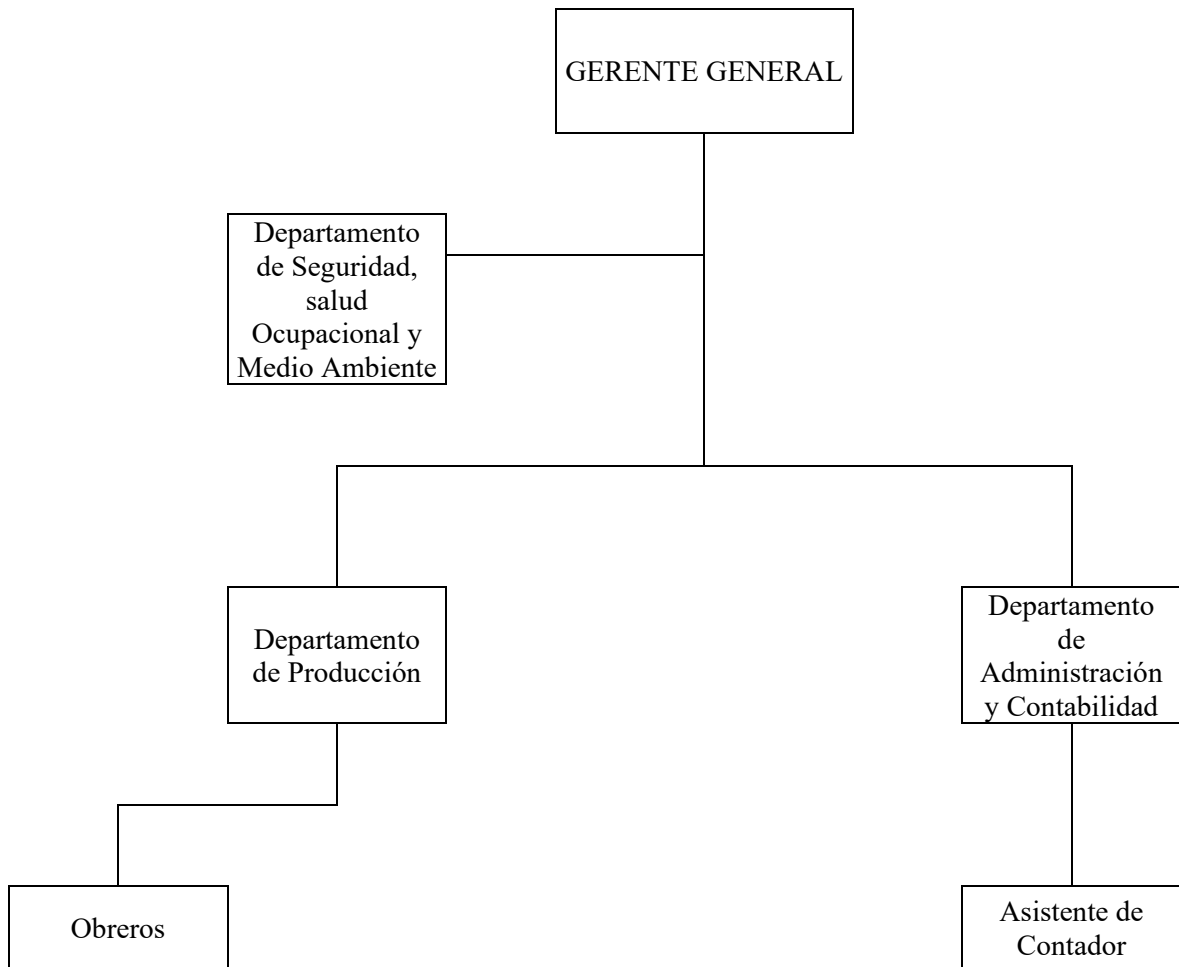 GERENTE GENERAL
Departamento
de Seguridad,
salud
Ocupacional y
Medio Ambiente
Departamento
de Producción
Departamento
de
Administración
y Contabilidad
Obreros
Asistente de
Contador